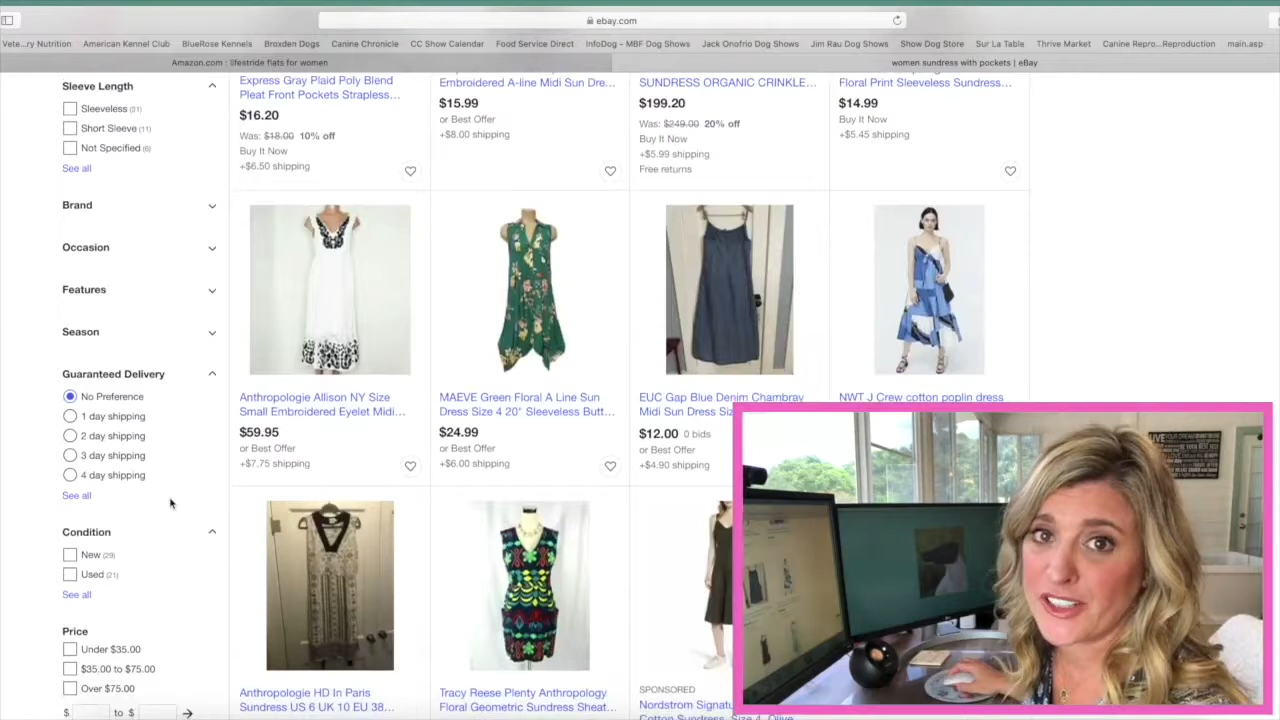 ebay.com
Vete...ry Nutrition American Kennel Club BlueRose Kennels Broxden Dogs Canine Chronicle CC Show Calendar Food Service Direct InfoDog – MBF Dog Shows Jack Onofrio Dog Shows Jim Rau Dog Shows Show Dog Store Sur La Table Thrive Market Canine Repro...Reproduction main.asp
Amazon.com : lifestride flats for women
women sundress with pockets | eBay
Sleeve Length
Sleeveless (31)
Short Sleeve (11)
Not Specified (6)
See all
Brand
Occasion
Features
Season
Guaranteed Delivery
No Preference
1 day shipping
2 day shipping
3 day shipping
4 day shipping
See all
Condition
New (29)
Used (21)
See all
Price
Under $35.00
$35.00 to $75.00
Over $75.00
$ to $
Express Gray Plaid Poly Blend
Pleat Front Pockets Strapless...
$16.20
Was: $18.00 10% off
Buy It Now
+$6.50 shipping
Embroidered A-line Midi Sun Dre...
$15.99
or Best Offer
+$8.00 shipping
SUNDRESS ORGANIC CRINKLE...
$199.20
Was: $249.00 20% off
Buy It Now
+$5.99 shipping
Free returns
Floral Print Sleeveless Sundress...
$14.99
Buy It Now
+$5.45 shipping
Anthropologie Allison NY Size
Small Embroidered Eyelet Midi...
$59.95
or Best Offer
+$7.75 shipping
MAEVE Green Floral A Line Sun
Dress Size 4 20" Sleeveless Butt...
$24.99
or Best Offer
+$6.00 shipping
EUC Gap Blue Denim Chambray
Midi Sun Dress Siz
$12.00 0 bids
or Best Offer
+$4.90 shipping
NWT J Crew cotton poplin dress
Anthropologie HD In Paris
Sundress US 6 UK 10 EU 38...
Tracy Reese Plenty Anthropology
Floral Geometric Sundress Sheat...
SPONSORED
Nordstrom Signatu
Cotton Sundress, Size 4, Olive
LIVE YOUR DREAM